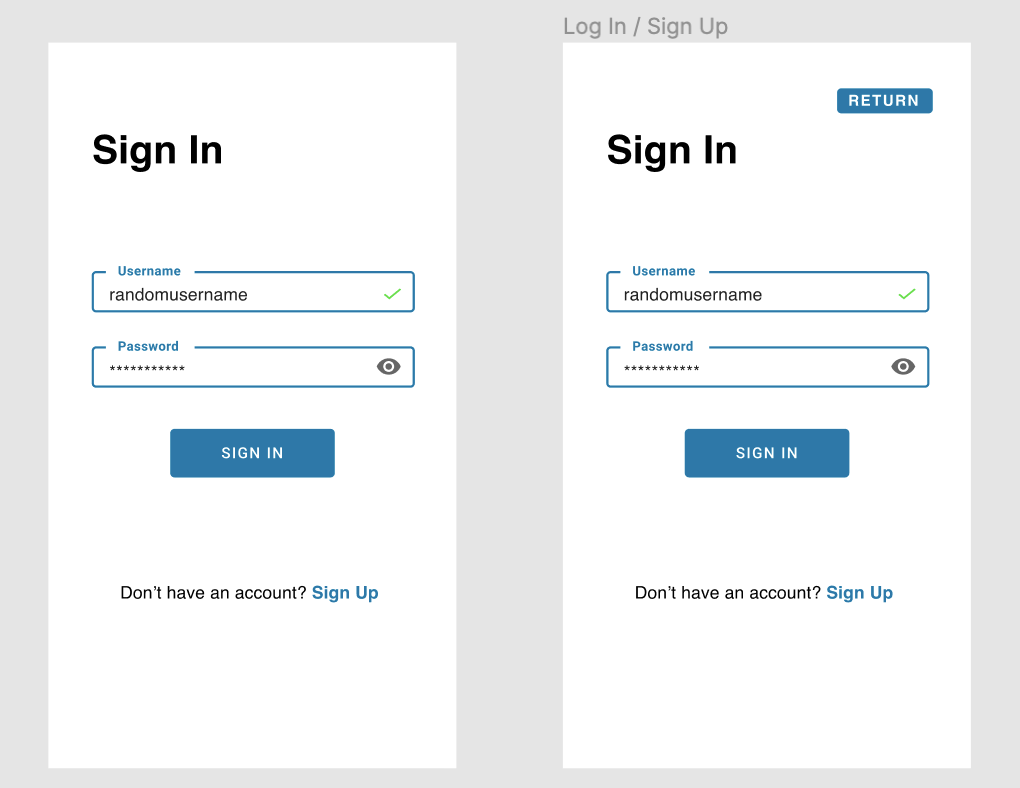 Sign In
Username
randomusername
Password
***********
SIGN IN
Don’t have an account? Sign Up
Log In / Sign Up
RETURN
Sign In
Username
randomusername
Password
***********
SIGN IN
Don’t have an account? Sign Up